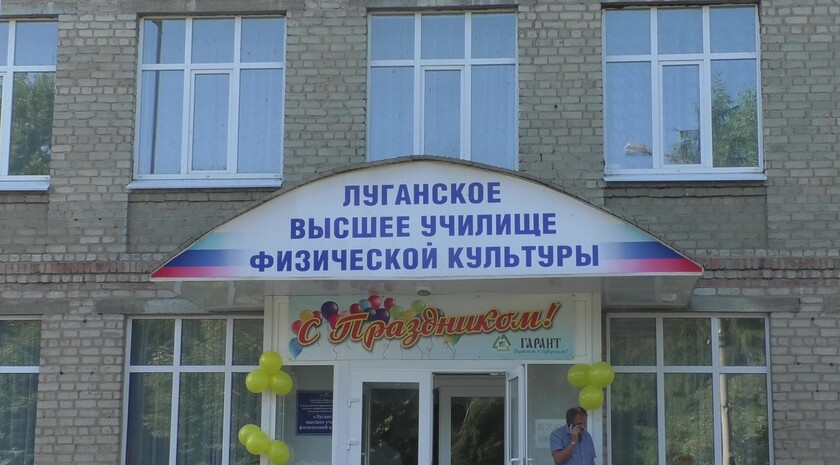 ЛУГАНСКОЕ
ВЫСШЕЕ УЧИЛИЩЕ
ФИЗИЧЕСКОЙ КУЛЬТУРЫ
С Праздником!
ГАРАНТ